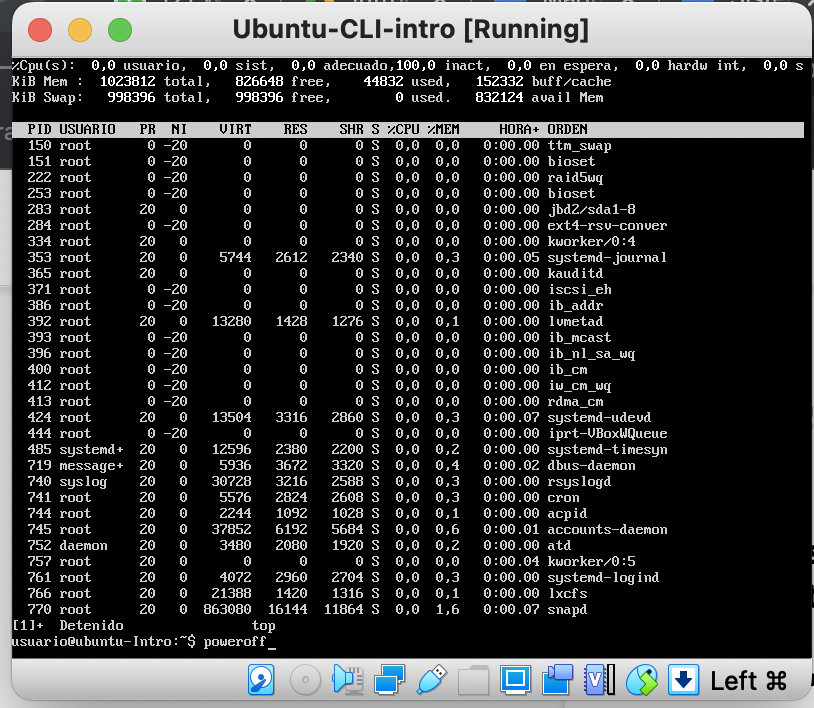 Ubuntu-CLI-intro [Running]
%Cpu(s):  0,0 usuario,  0,0 sist,  0,0 adecuado,100,0 inact,  0,0 en espera,  0,0 hardw int,  0,0 s
KiB Mem :  1023812 total,   826648 free,    44832 used,   152332 buff/cache
KiB Swap:   998396 total,   998396 free,        0 used.   832124 avail Mem
PID USUARIO   PR  NI    VIRT    RES    SHR S %CPU %MEM     HORA+ ORDEN
150 root       0 -20       0      0      0 S  0,0  0,0   0:00.00 ttm_swap
151 root       0 -20       0      0      0 S  0,0  0,0   0:00.00 bioset
222 root       0 -20       0      0      0 S  0,0  0,0   0:00.00 raid5wq
253 root       0 -20       0      0      0 S  0,0  0,0   0:00.00 bioset
283 root      20   0       0      0      0 S  0,0  0,0   0:00.00 jbd2/sda1-8
284 root       0 -20       0      0      0 S  0,0  0,0   0:00.00 ext4-rsv-conver
334 root      20   0       0      0      0 S  0,0  0,0   0:00.00 kworker/0:4
353 root      20   0    5744   2612   2340 S  0,0  0,3   0:00.05 systemd-journal
365 root      20   0       0      0      0 S  0,0  0,0   0:00.00 kauditd
371 root       0 -20       0      0      0 S  0,0  0,0   0:00.00 iscsi_eh
386 root       0 -20       0      0      0 S  0,0  0,0   0:00.00 ib_addr
392 root      20   0   13280   1428   1276 S  0,0  0,1   0:00.00 lvmetad
393 root       0 -20       0      0      0 S  0,0  0,0   0:00.00 ib_mcast
396 root       0 -20       0      0      0 S  0,0  0,0   0:00.00 ib_nl_sa_wq
400 root       0 -20       0      0      0 S  0,0  0,0   0:00.00 ib_cm
412 root       0 -20       0      0      0 S  0,0  0,0   0:00.00 iw_cm_wq
413 root       0 -20       0      0      0 S  0,0  0,0   0:00.00 rdma_cm
424 root      20   0   13504   3316   2860 S  0,0  0,3   0:00.07 systemd-udevd
444 root       0 -20       0      0      0 S  0,0  0,0   0:00.00 iprt-VBoxWQueue
485 systemd+  20   0   12596   2380   2200 S  0,0  0,2   0:00.00 systemd-timesyn
719 message+  20   0    5936   3672   3320 S  0,0  0,4   0:00.02 dbus-daemon
740 syslog    20   0   30728   3216   2588 S  0,0  0,3   0:00.00 rsyslogd
741 root      20   0    5576   2824   2608 S  0,0  0,3   0:00.00 cron
744 root      20   0    2244   1092   1028 S  0,0  0,1   0:00.00 acpid
745 root      20   0   37852   6192   5684 S  0,0  0,6   0:00.01 accounts-daemon
752 daemon    20   0    3480   2080   1920 S  0,0  0,2   0:00.00 atd
757 root      20   0       0      0      0 S  0,0  0,0   0:00.04 kworker/0:5
761 root      20   0    4072   2960   2704 S  0,0  0,3   0:00.00 systemd-logind
766 root      20   0   21388   1420   1316 S  0,0  0,1   0:00.00 lxcfs
770 root      20   0  863080  16144  11864 S  0,0  1,6   0:00.07 snapd
[1]+  Detenido                top
usuario@ubuntu-Intro:~$ poweroff_
Left ⌘